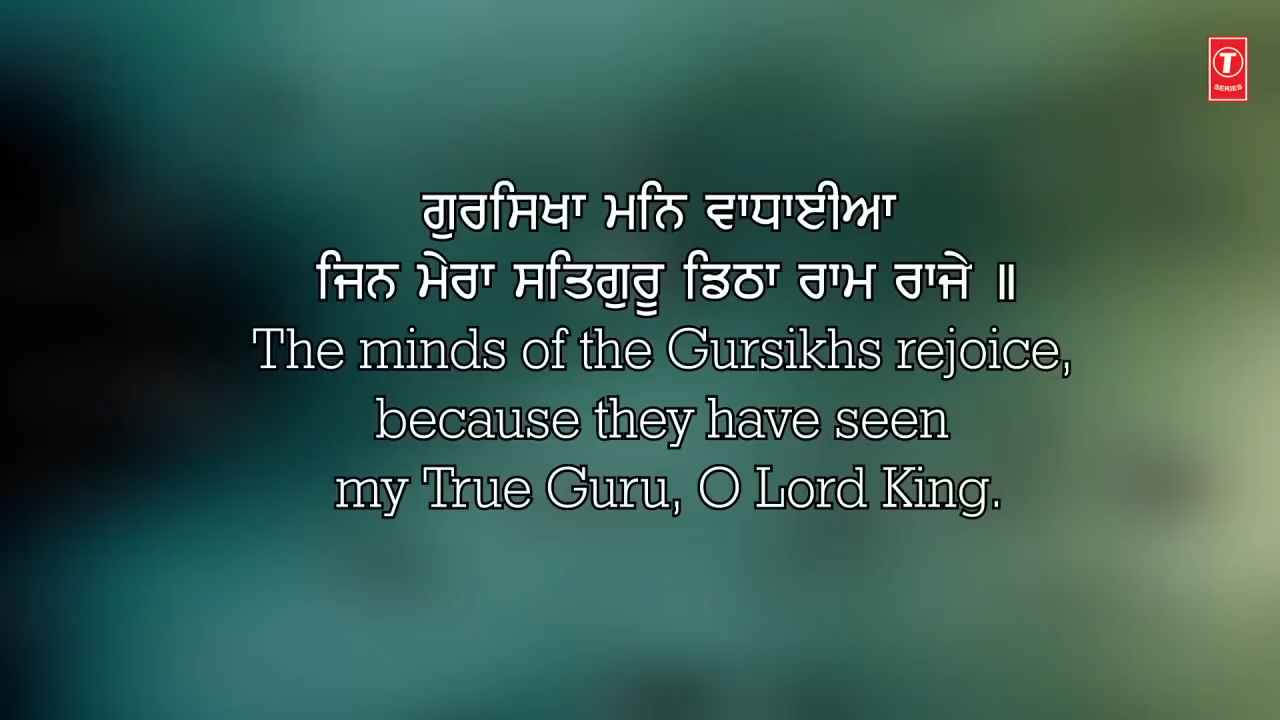 ਗੁਰਸਿਖਾ ਮਨਿ ਵਾਧਾਈਆ
ਜਿਨ ਮੇਰਾ ਸਤਿਗੁਰੂ ਡਿਠਾ ਰਾਮ ਰਾਜੇ ॥
The minds of the Gursikhs rejoice,
because they have seen
my True Guru, O Lord King.
T
SERIES